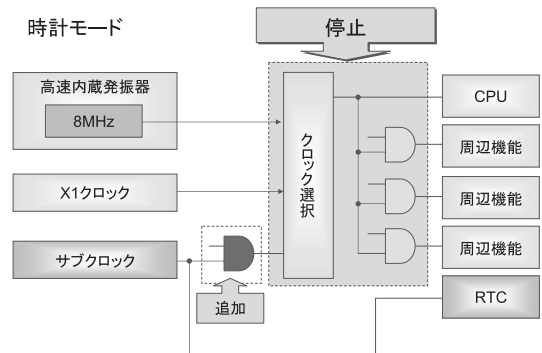 時計モード
停止
高速内蔵発振器
8MHz
X1クロック
サブクロック
追加
クロック選択
CPU
周辺機能
周辺機能
周辺機能
RTC